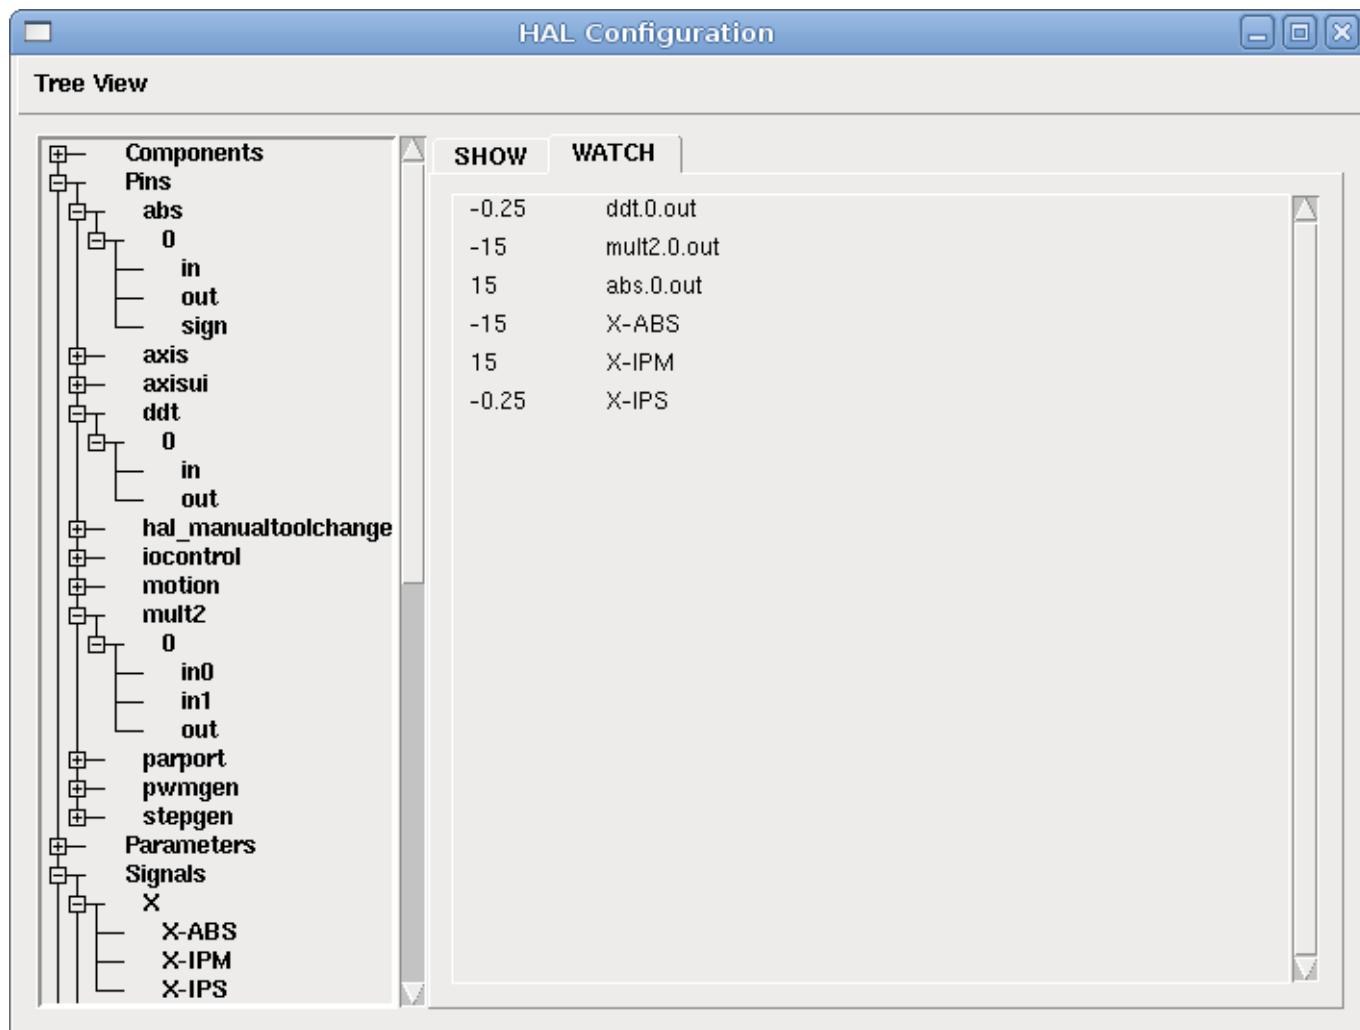 HAL Configuration
Tree View
Components
Pins
abs
0
in
out
sign
axis
axisui
ddt
0
in
out
hal_manualtoolchange
iocontrol
motion
mult2
0
in0
in1
out
parport
pwmgen
stepgen
Parameters
Signals
X
X-ABS
X-IPM
X-IPS
SHOW WATCH
-0.25 ddt.0.out
-15 mult2.0.out
15 abs.0.out
-15 X-ABS
15 X-IPM
-0.25 X-IPS